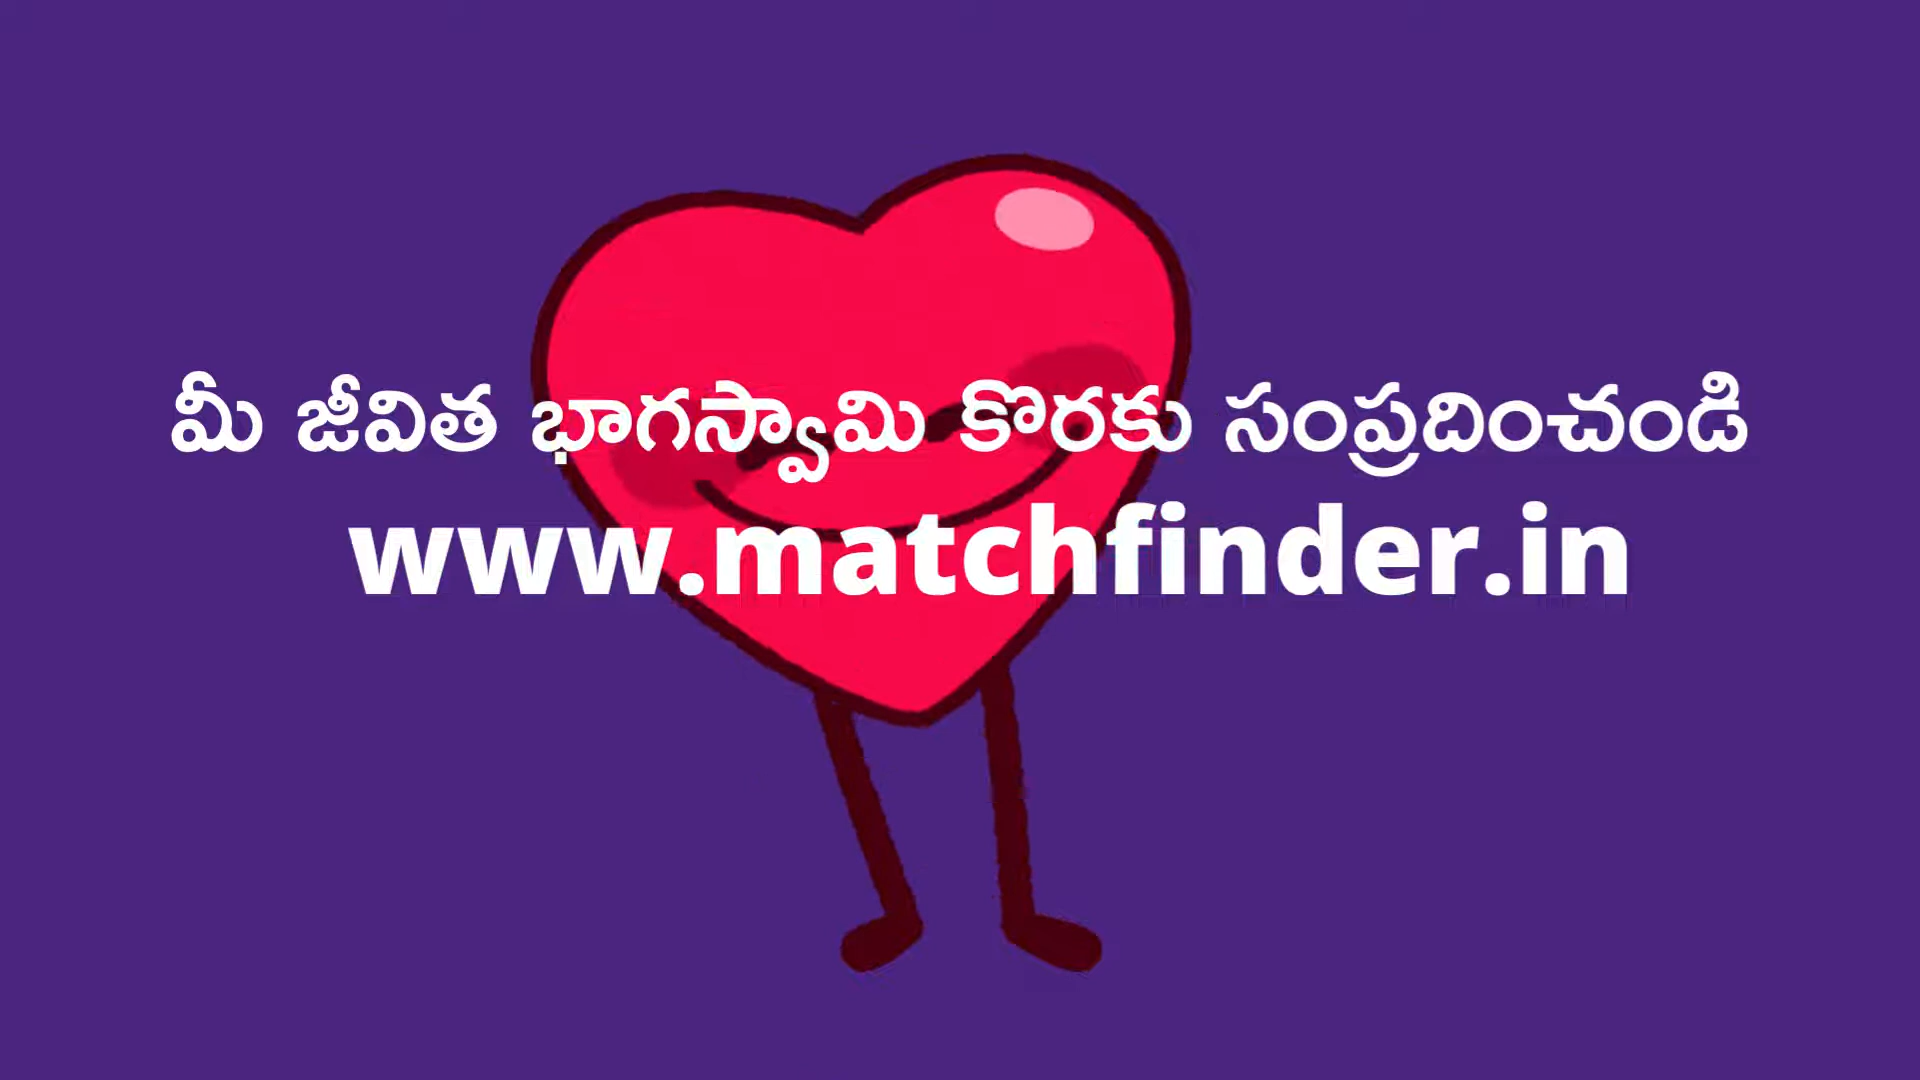 మీ జీవిత భాగస్వామి కొరకు సంప్రదించండి
www.matchfinder.in